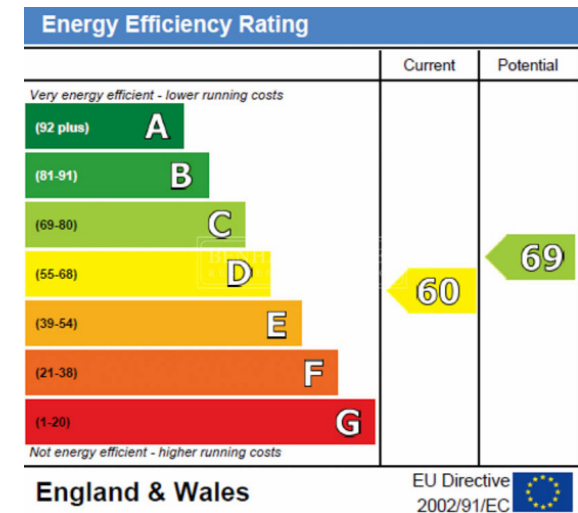 Energy Efficiency Rating
Current Potential
Very energy efficient - lower running costs
(92 plus) A
(81-91) B
(69-80) C
(55-68) D
(39-54) E
(21-38) F
(1-20) G
60
69
Not energy efficient - higher running costs
England & Wales
EU Directive
2002/91/EC